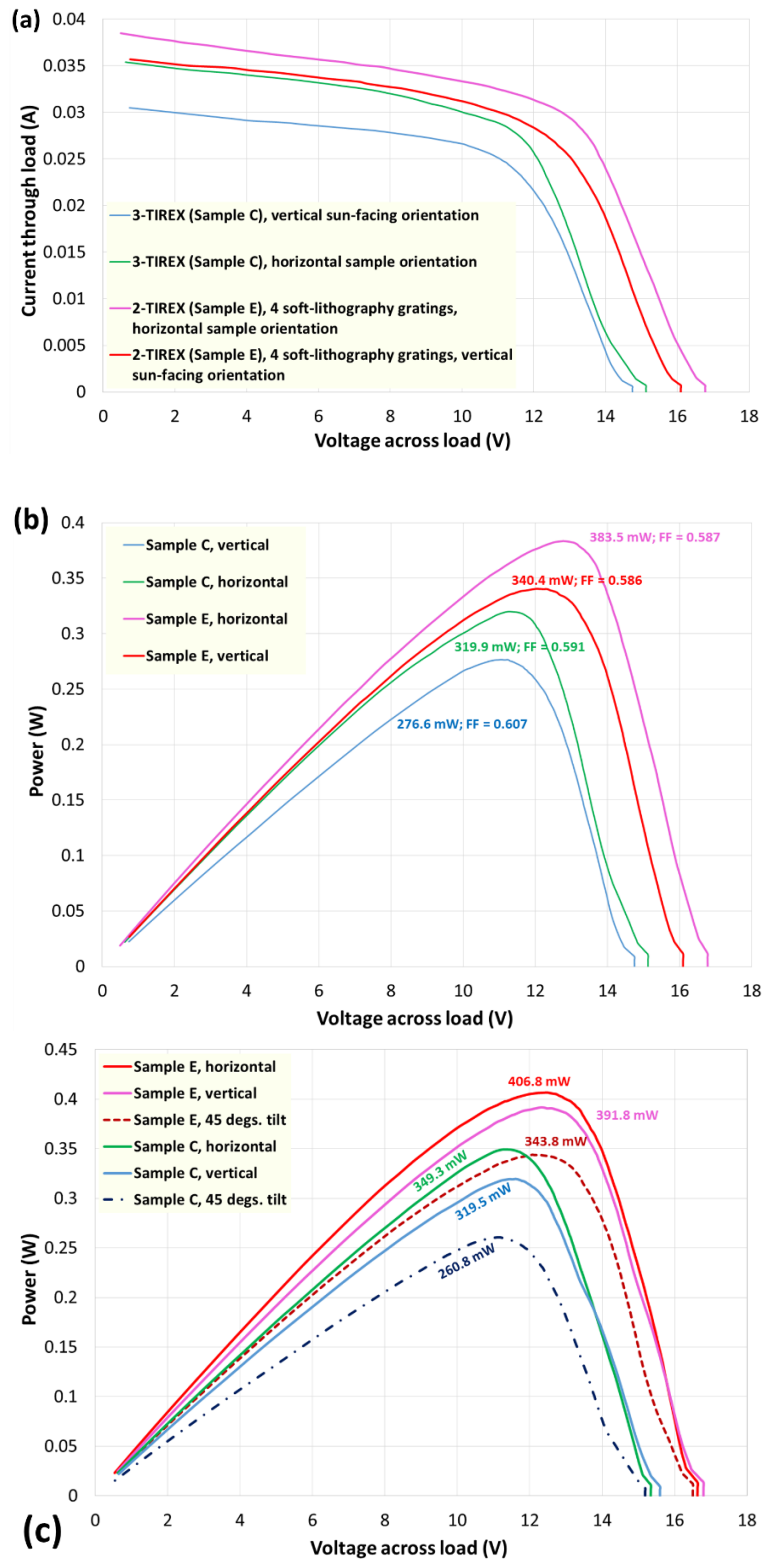 (a)
0.04
0.035
0.03
0.025
0.02
0.015
0.01
0.005
0
Current through load (A)
3-TIREX (Sample C), vertical sun-facing orientation
3-TIREX (Sample C), horizontal sample orientation
2-TIREX (Sample E), 4 soft-lithography gratings,
horizontal sample orientation
2-TIREX (Sample E), 4 soft-lithography gratings, vertical
sun-facing orientation
0 2 4 6 8 10 12 14 16 18
Voltage across load (V)
(b)
0.4
0.35
0.3
0.25
0.2
0.15
0.1
0.05
0
Power (W)
Sample C, vertical
Sample C, horizontal
Sample E, horizontal
Sample E, vertical
383.5 mW; FF = 0.587
340.4 mW; FF = 0.586
319.9 mW; FF = 0.591
276.6 mW; FF = 0.607
0 2 4 6 8 10 12 14 16 18
Voltage across load (V)
0.45
0.4
0.35
0.3
0.25
0.2
0.15
0.1
0.05
0
Power (W)
Sample E, horizontal
Sample E, vertical
Sample E, 45 degs. tilt
Sample C, horizontal
Sample C, vertical
Sample C, 45 degs. tilt
406.8 mW
391.8 mW
343.8 mW
349.3 mW
319.5 mW
260.8 mW
0 2 4 6 8 10 12 14 16 18
Voltage across load (V)
(c)